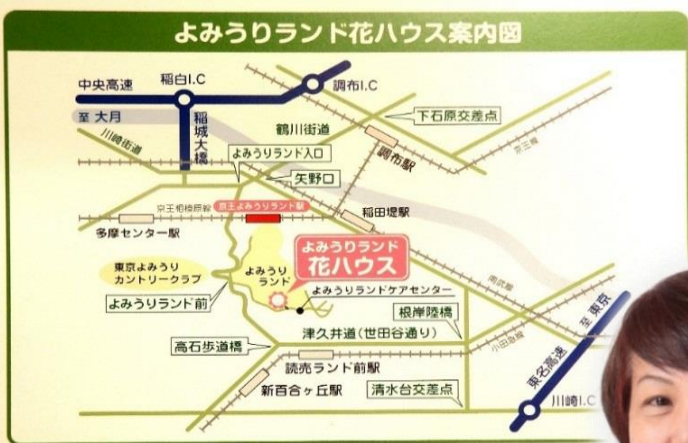 よみうりランド花ハウス案内図
中央高速
稲白I.C
調布I.C
至 大月
稲城大橋
鶴川街道
下石原交差点
川崎街道
よみうりランド入口
調布駅
京王線
矢野口
京王相模原線
京王よみうりランド駅
稲田堤駅
多摩センター駅
よみうりランド
花ハウス
東京よみうり
カントリークラブ
よみうり
ランド
南武線
よみうりランドケアセンター
よみうりランド前
根岸陸橋
至 東京
津久井道(世田谷通り)
高石歩道橋
小田急線
読売ランド前駅
東名高速
新百合ヶ丘駅
清水台交差点
川崎I.C